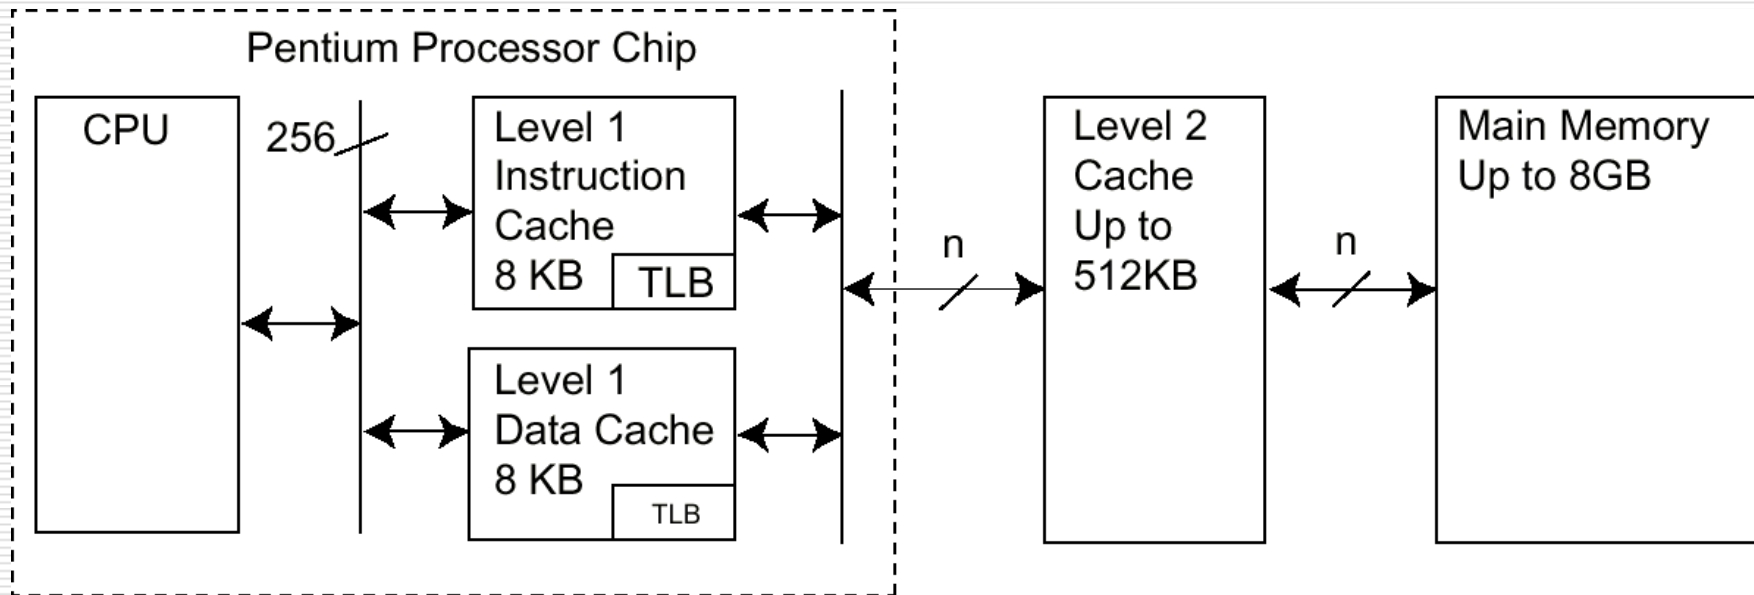 Pentium Processor Chip
CPU
256
Level 1
Instruction
Cache
8 KB
TLB
Level 1
Data Cache
8 KB
TLB
n
Level 2
Cache
Up to
512KB
n
Main Memory
Up to 8GB